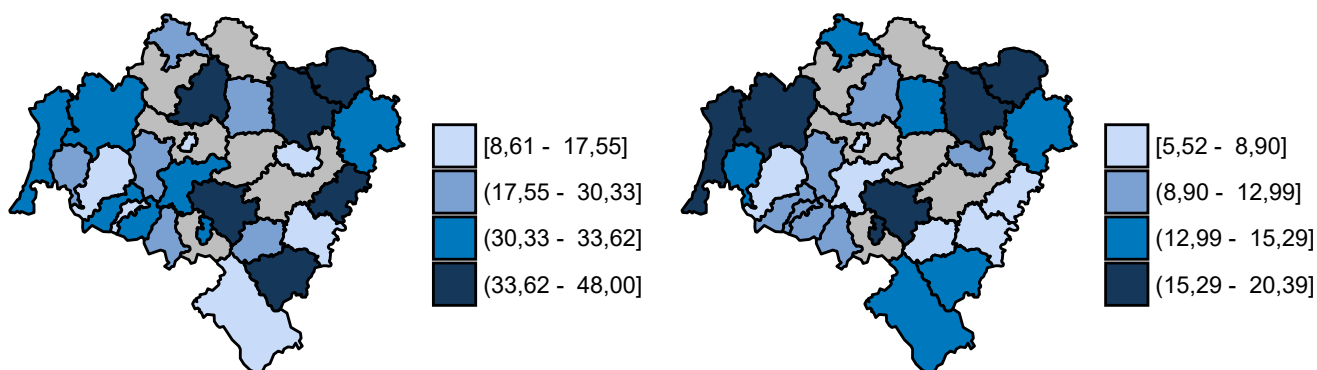 [8,61 - 17,55]
(17,55 - 30,33]
(30,33 - 33,62]
(33,62 - 48,00]
[5,52 - 8,90]
(8,90 - 12,99]
(12,99 - 15,29]
(15,29 - 20,39]